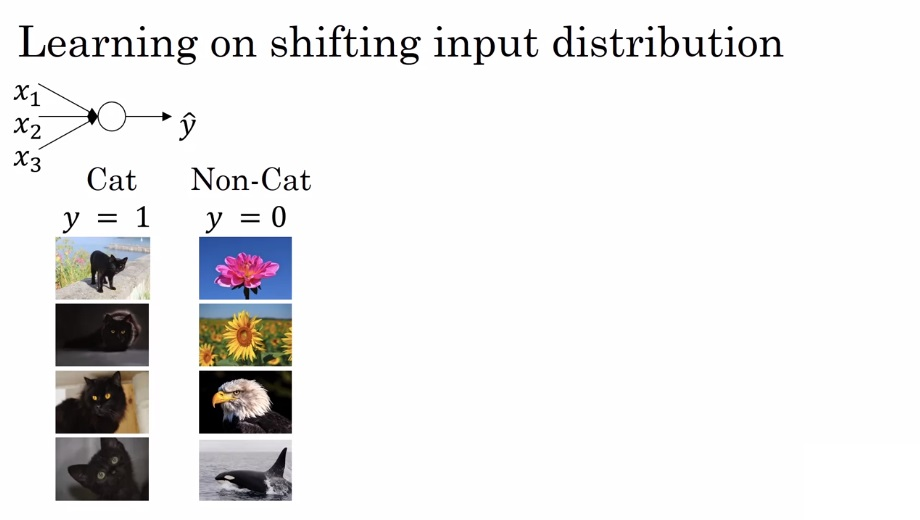 Learning on shifting input distribution
x₁
x₂
x₃
ŷ
Cat Non-Cat
y = 1 y = 0